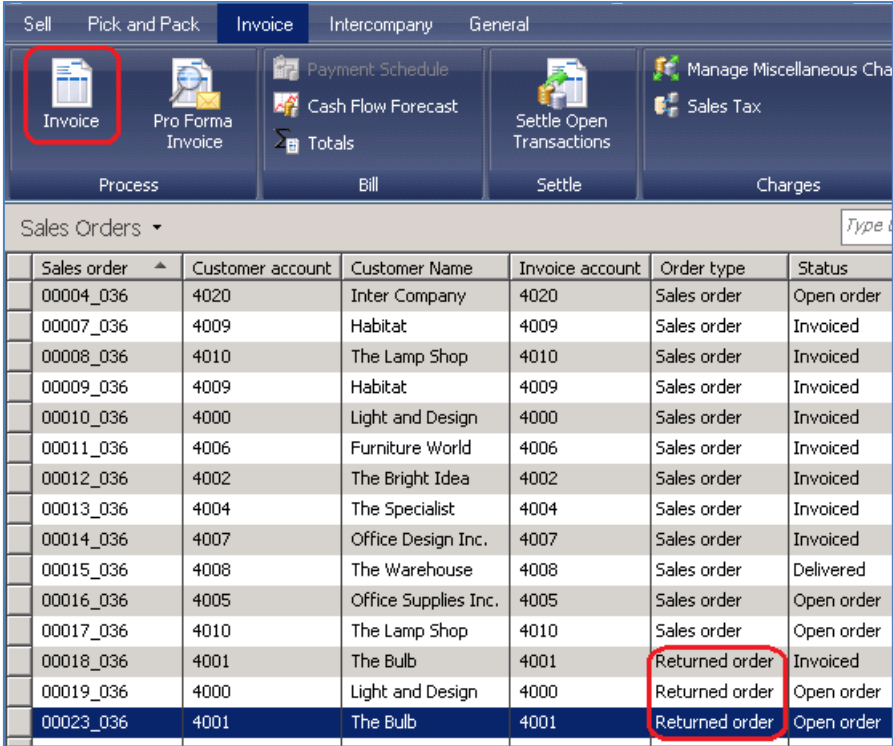 Sell Pick and Pack Invoice Intercompany General
Payment Schedule Manage Miscellaneous Cha
Invoice Pro Forma Invoice Cash Flow Forecast Settle Open Transactions Sales Tax
Totals
Process Bill Settle Charges
Sales Orders Type
Sales order Customer account Customer Name Invoice account Order type Status
00004_036 4020 Inter Company 4020 Sales order Open order
00007_036 4009 Habitat 4009 Sales order Invoiced
00008_036 4010 The Lamp Shop 4010 Sales order Invoiced
00009_036 4009 Habitat 4009 Sales order Invoiced
00010_036 4000 Light and Design 4000 Sales order Invoiced
00011_036 4006 Furniture World 4006 Sales order Invoiced
00012_036 4002 The Bright Idea 4002 Sales order Invoiced
00013_036 4004 The Specialist 4004 Sales order Invoiced
00014_036 4007 Office Design Inc. 4007 Sales order Invoiced
00015_036 4008 The Warehouse 4008 Sales order Delivered
00016_036 4005 Office Supplies Inc. 4005 Sales order Open order
00017_036 4010 The Lamp Shop 4010 Sales order Open order
00018_036 4001 The Bulb 4001 Returned order Invoiced
00019_036 4000 Light and Design 4000 Returned order Open order
00023_036 4001 The Bulb 4001 Returned order Open order